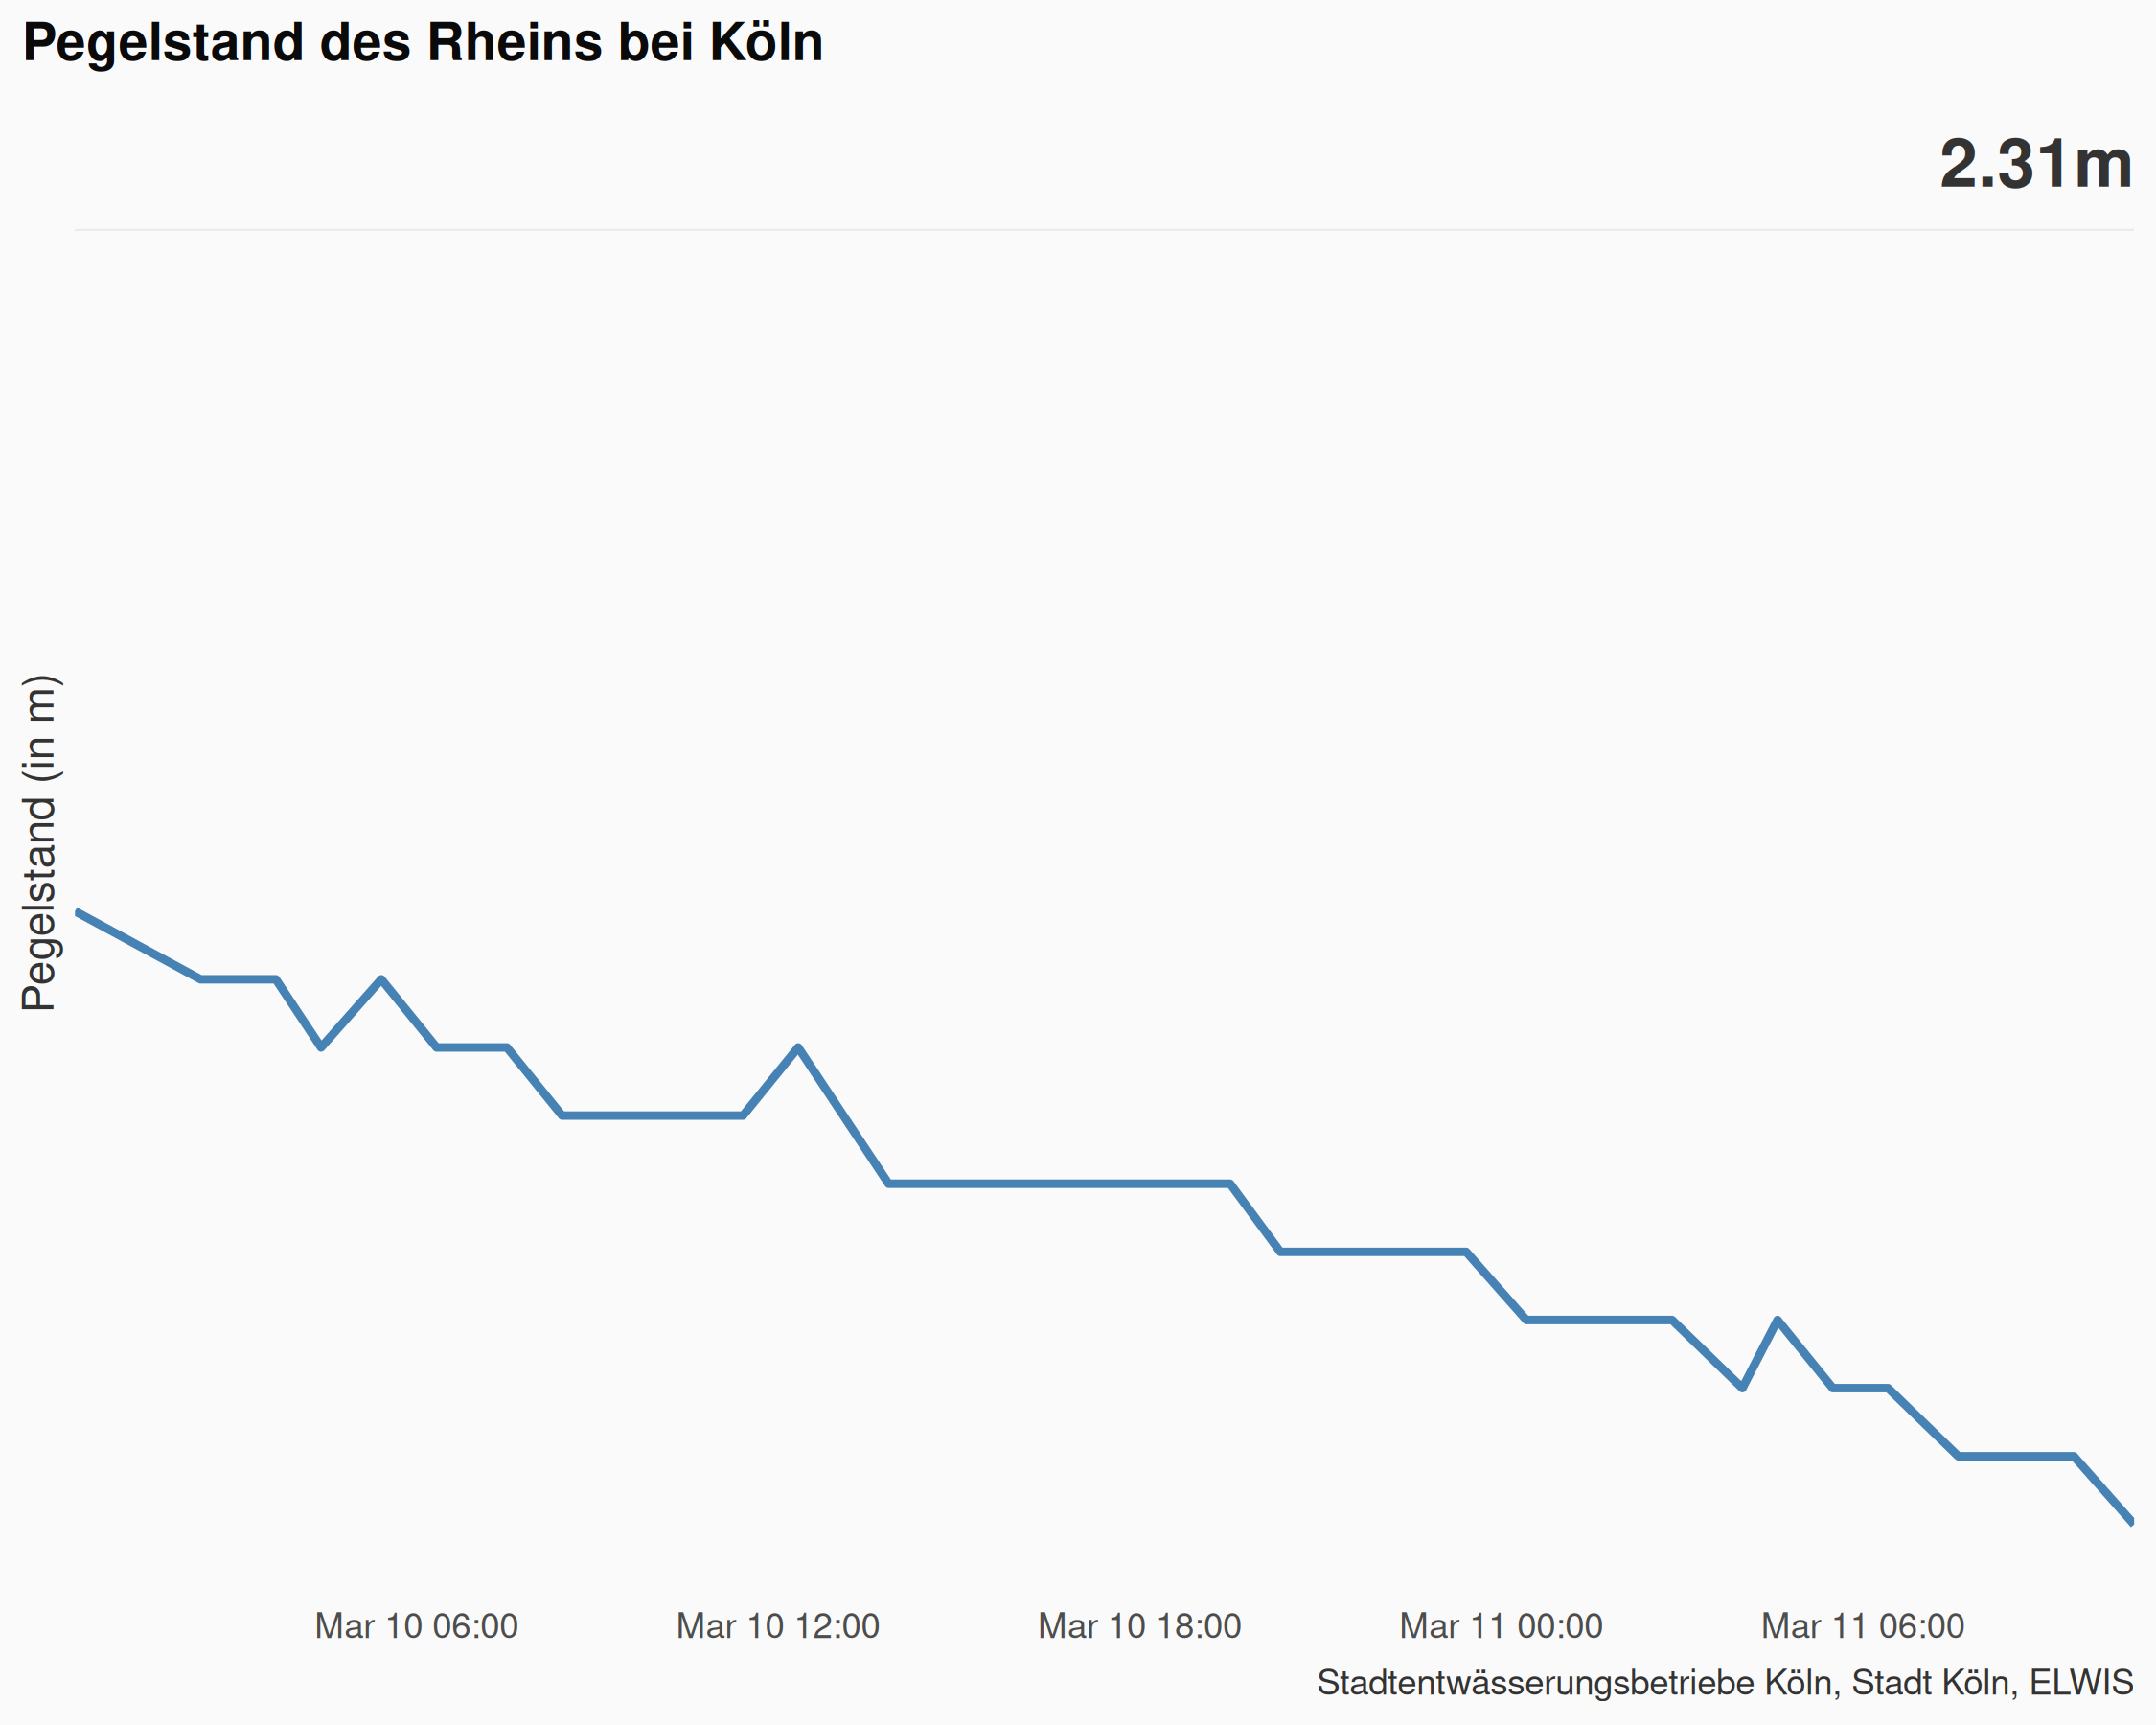 Pegelstand des Rheins bei Köln
2.31m
Pegelstand (in m)
Mar 10 06:00
Mar 10 12:00
Mar 10 18:00
Mar 11 00:00
Mar 11 06:00
Stadtentwässerungsbetriebe Köln, Stadt Köln, ELWIS